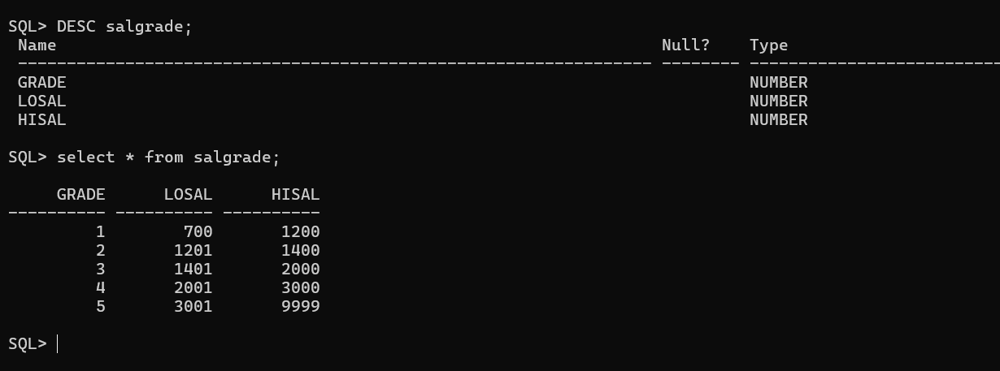 SQL> DESC salgrade;
 Name                                                              Null?    Type
 ----------------------------------------------------------------- -------- --------------------------
 GRADE                                                                      NUMBER
 LOSAL                                                                      NUMBER
 HISAL                                                                      NUMBER
SQL> select * from salgrade;
     GRADE      LOSAL      HISAL
---------- ---------- ----------
         1        700       1200
         2       1201       1400
         3       1401       2000
         4       2001       3000
         5       3001       9999
SQL>